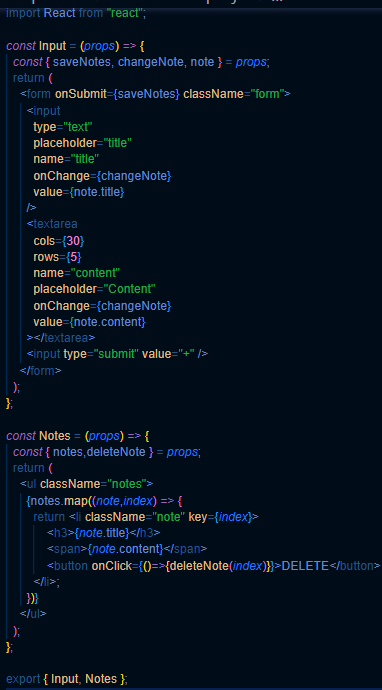 import React from "react";
const Input = (props) => {
const { saveNotes, changeNote, note } = props;
return (
<form onSubmit={saveNotes} className="form">
<input
type="text"
placeholder="title"
name="title"
onChange={changeNote}
value={note.title}
/>
<textarea
cols={30}
rows={5}
name="content"
placeholder="Content"
onChange={changeNote}
value={note.content}
></textarea>
<input type="submit" value="+" />
</form>
);
};
const Notes = (props) => {
const { notes,deleteNote } = props;
return (
<ul className="notes">
{notes.map((note,index) => {
return <li className="note" key={index}>
<h3>{note.title}</h3>
<span>{note.content}</span>
<button onClick={()=>{deleteNote(index)}}>DELETE</button>
</li>;
})}
</ul>
);
};
export { Input, Notes };